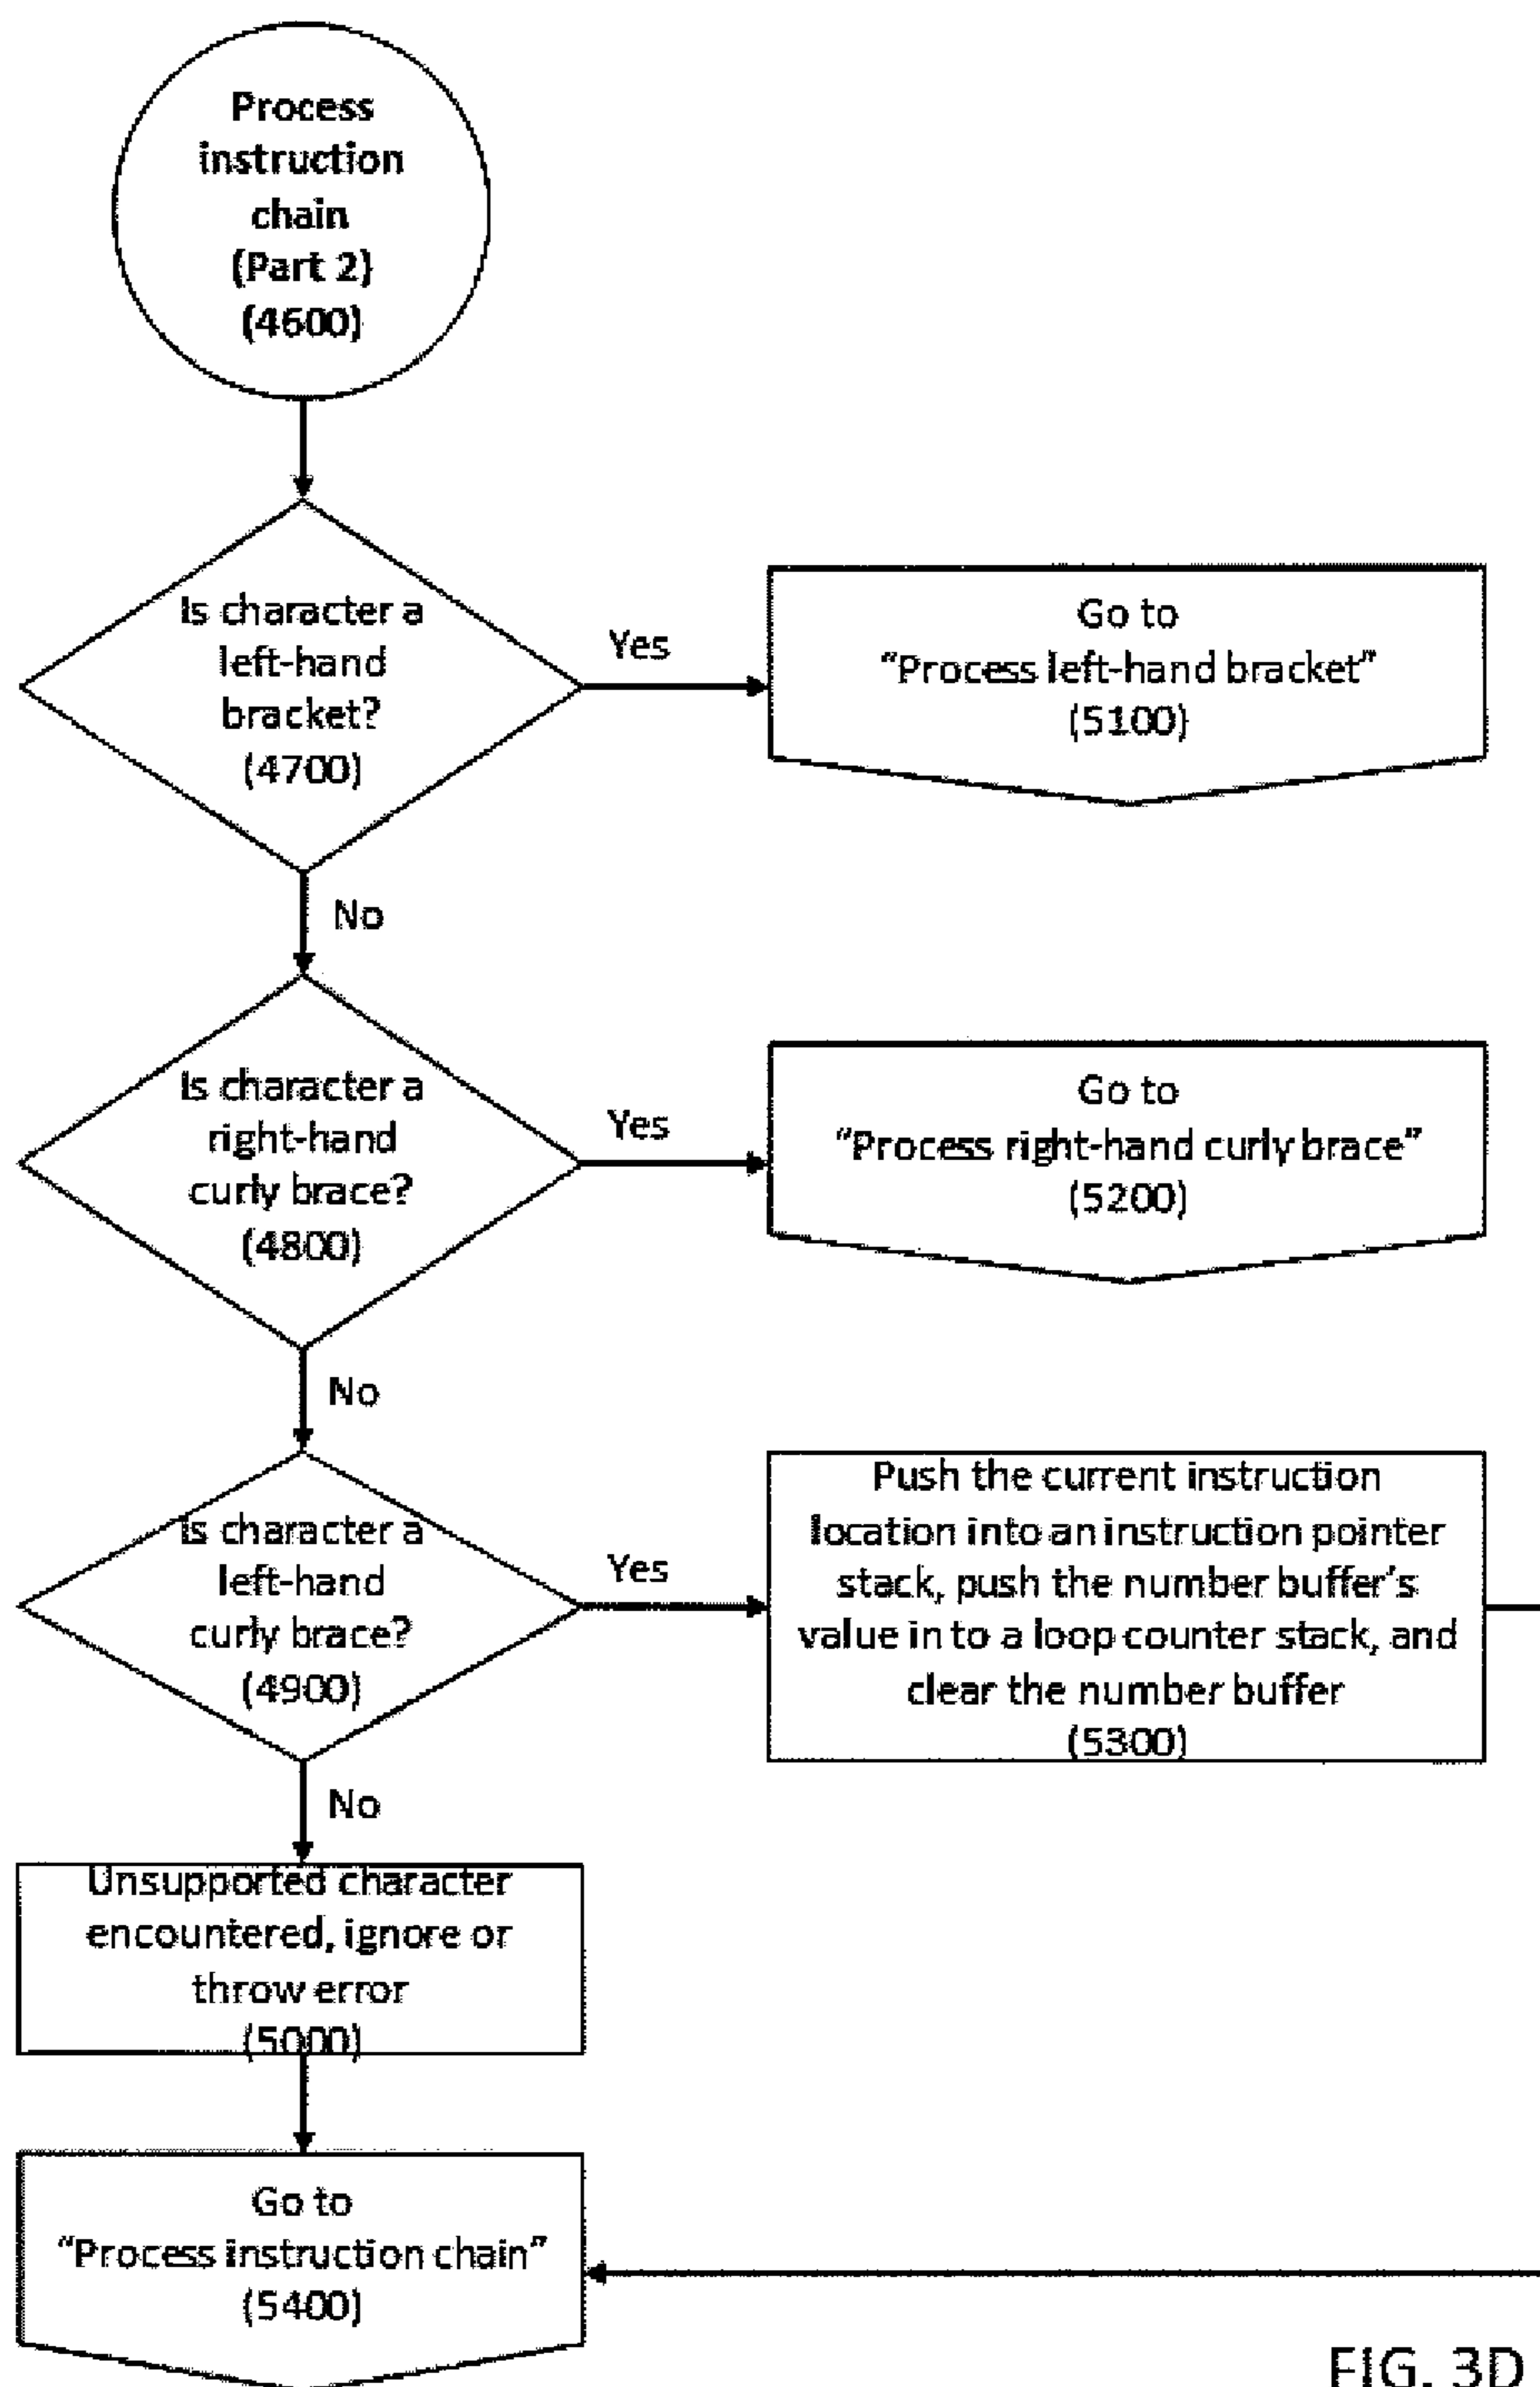 Process
instruction
chain
(Part 2)
(4600)
Is character a
left-hand
bracket?
(4700)
Yes
Go to
“Process left-hand bracket”
(5100)
No
Is character a
right-hand
curly brace?
(4800)
Yes
Go to
“Process right-hand curly brace”
(5200)
No
Is character a
left-hand
curly brace?
(4900)
Yes
Push the current instruction
location into an instruction pointer
stack, push the number buffer’s
value in to a loop counter stack, and
clear the number buffer
(5300)
No
Unsupported character
encountered, ignore or
throw error
(5000)
Go to
“Process instruction chain”
(5400)
FIG. 3D